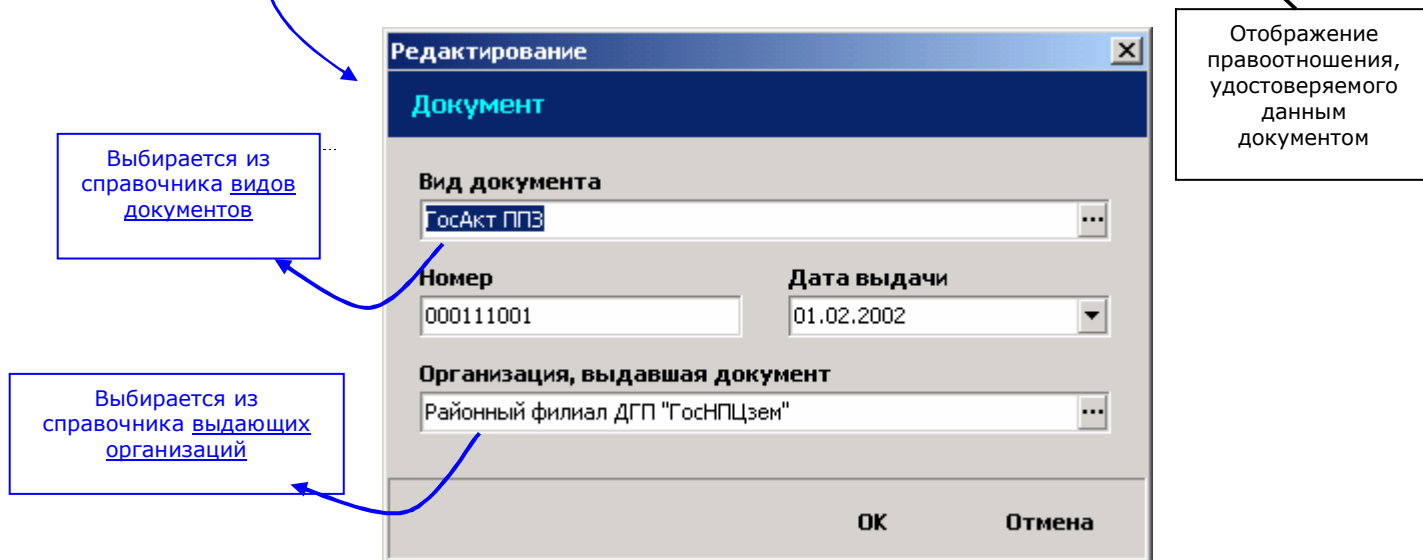 Отображение
правоотношения,
удостоверяемого
данным
документом
Редактирование
Документ
Выбирается из
справочника видов
документов
...
Вид документа
ГосАкт ППЗ
...
Номер
Дата выдачи
000111001
01.02.2002
Выбирается из
справочника выдающих
организаций
Организация, выдавшая документ
Районный филиал ДГП "ГосНПЦзем"
...
ОК
Отмена